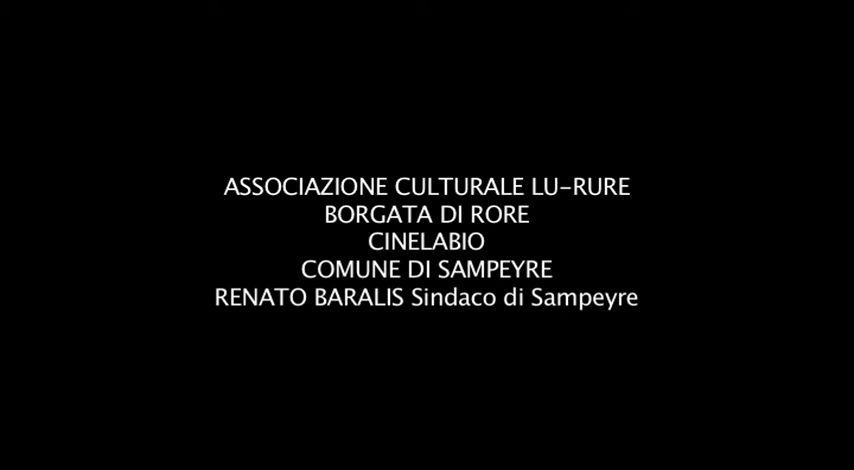 ASSOCIAZIONE CULTURALE LU-RURE
BORGATA DI RORE
CINELABIO
COMUNE DI SAMPEYRE
RENATO BARALIS Sindaco di Sampeyre